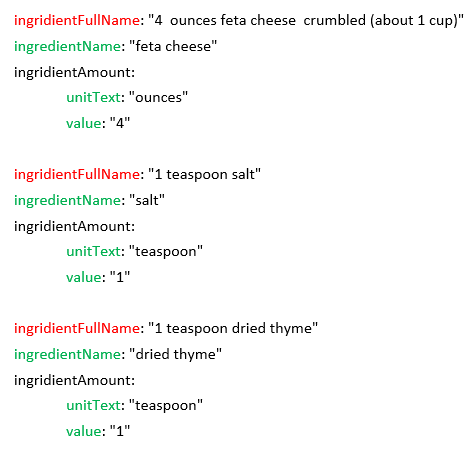 ingridientFullName: "4  ounces feta cheese  crumbled (about 1 cup)"
ingredientName: "feta cheese"
ingridientAmount:
unitText: "ounces"
value: "4"
ingridientFullName: "1 teaspoon salt"
ingredientName: "salt"
ingridientAmount:
unitText: "teaspoon"
value: "1"
ingridientFullName: "1 teaspoon dried thyme"
ingredientName: "dried thyme"
ingridientAmount:
unitText: "teaspoon"
value: "1"